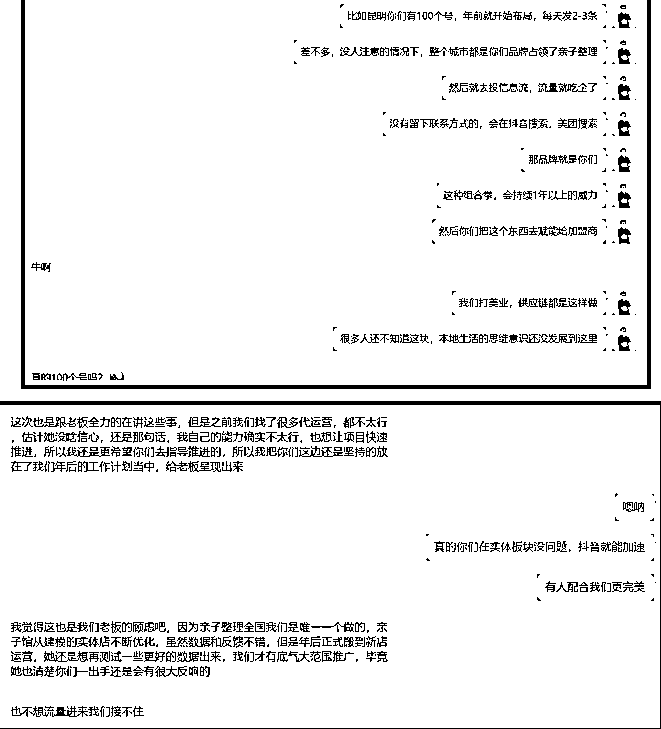 比如昆明你们有100个号，年前就开始布局，每天发2-3条
差不多，没人注意的情况下，整个城市都是你们品牌占领了亲子整理
然后就去投信息流，流量就吃全了
没有留下联系方式的，会在抖音搜索，美团搜索
那品牌就是你们
这种组合拳，会持续1年以上的威力
然后你们把这个东西去赋能给加盟商
牛啊
我们打美业，供应链都是这样做
很多人还不知道这块，本地生活的思维意识还没发展到这里
真的100个号吗？
这次也是跟老板全力的在讲这些事，但是之前我们找了很多代运营，都不太行
，估计她没啥信心，还是那句话，我自己的能力确实不太行，也想让项目快速
推进，所以我还是更希望你们去指导推进的，所以我把你们这边还是坚持的放
在了我们年后的工作计划当中，给老板呈现出来
嗯呐
真的你们在实体板块没问题，抖音就能加速
有人配合我们更完美
我觉得这也是我们老板的顾虑吧，因为亲子整理全国我们是唯一一个做的，亲
子馆从建模的实体店不断优化，虽然数据和反馈不错，但是年后正式搬到新店
运营，她还是想再测试一些更好的数据出来，我们才有底气大范围推广，毕竟
她也清楚你们一出手还是会有很大反响的
也不想流量进来我们接不住